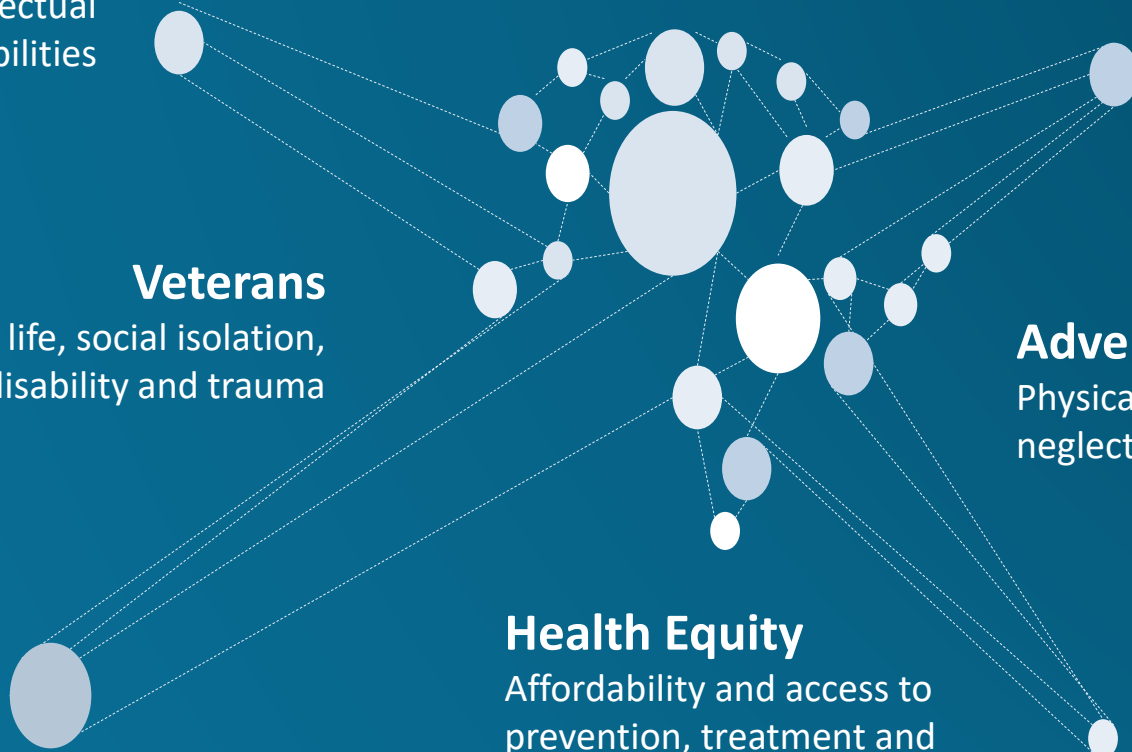 ectual
bilities
Veterans
life, social isolation,
disability and trauma
Adve
Physica
neglect
Health Equity
Affordability and access to
prevention, treatment and